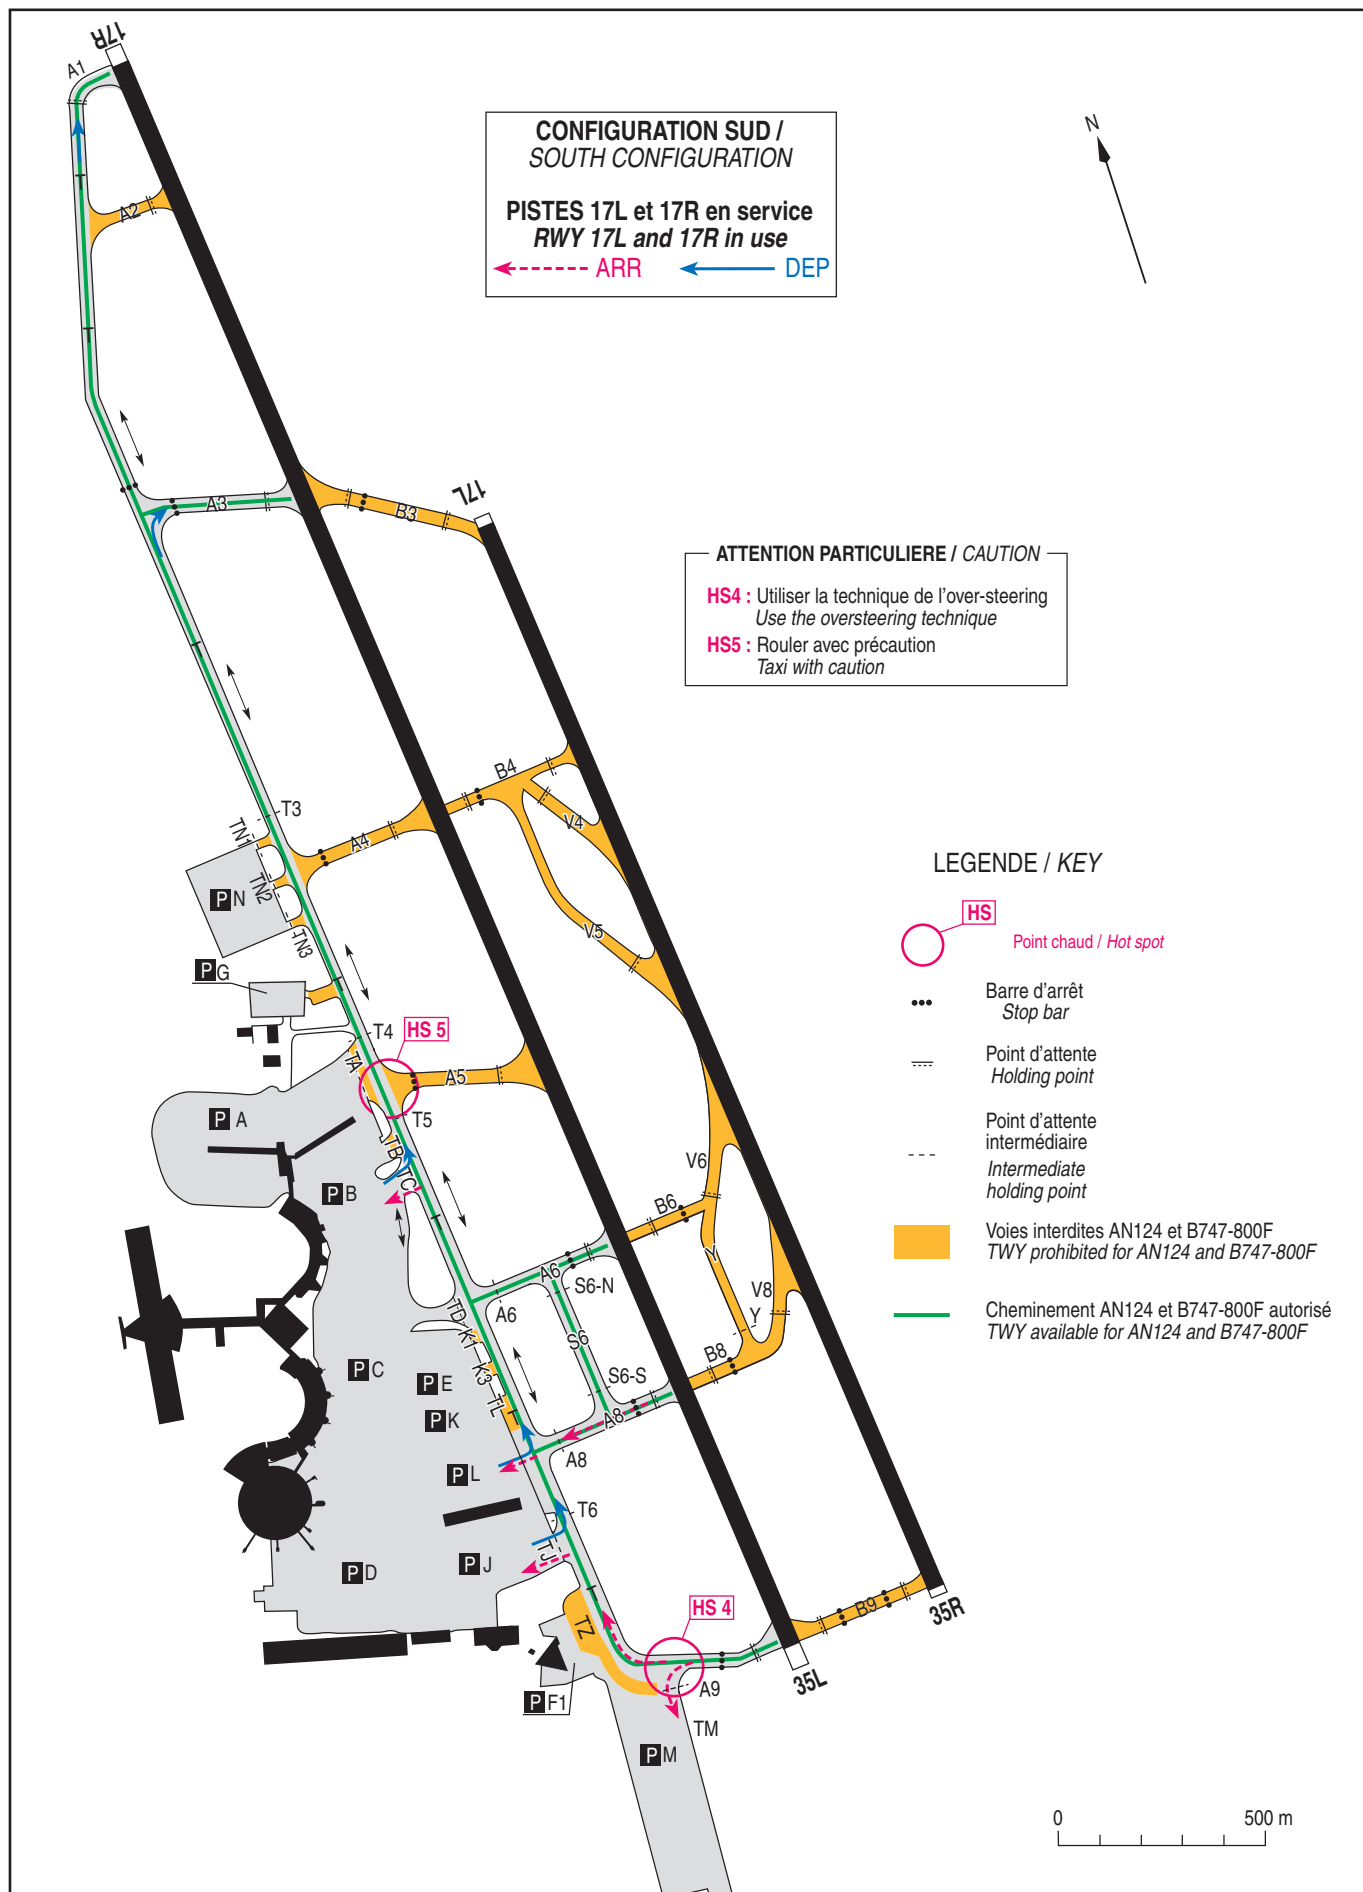 17R
A1
CONFIGURATION SUD /
SOUTH CONFIGURATION
PISTES 17L et 17R en service
RWY 17L and 17R in use
ARR
DEP
N
T
A2
T
A3
B3
17L
ATTENTION PARTICULIERE / CAUTION
HS4 : Utiliser la technique de l'over-steering
Use the oversteering technique
HS5 : Rouler avec précaution
Taxi with caution
T
T3
TN1
A4
B4
V4
TN2
P N
TN3
V5
P G
T
T4
HS 5
TA
A5
T5
P A
TB
TC
P B
T
V6
B6
A6
Y
S6-N
V8
A6
Y
TD
K1
S6
B8
P C
K3
P E
S6-S
TL
P K
T
A8
A8
P L
T6
TJ
P J
P D
T
HS 4
B9
35R
TZ
35L
A9
P F1
TM
P M
LEGENDE / KEY
HS
Point chaud / Hot spot
Barre d'arrêt
Stop bar
Point d'attente
Holding point
Point d'attente
intermédiaire
Intermediate
holding point
Voies interdites AN124 et B747-800F
TWY prohibited for AN124 and B747-800F
Cheminement AN124 et B747-800F autorisé
TWY available for AN124 and B747-800F
0
500 m